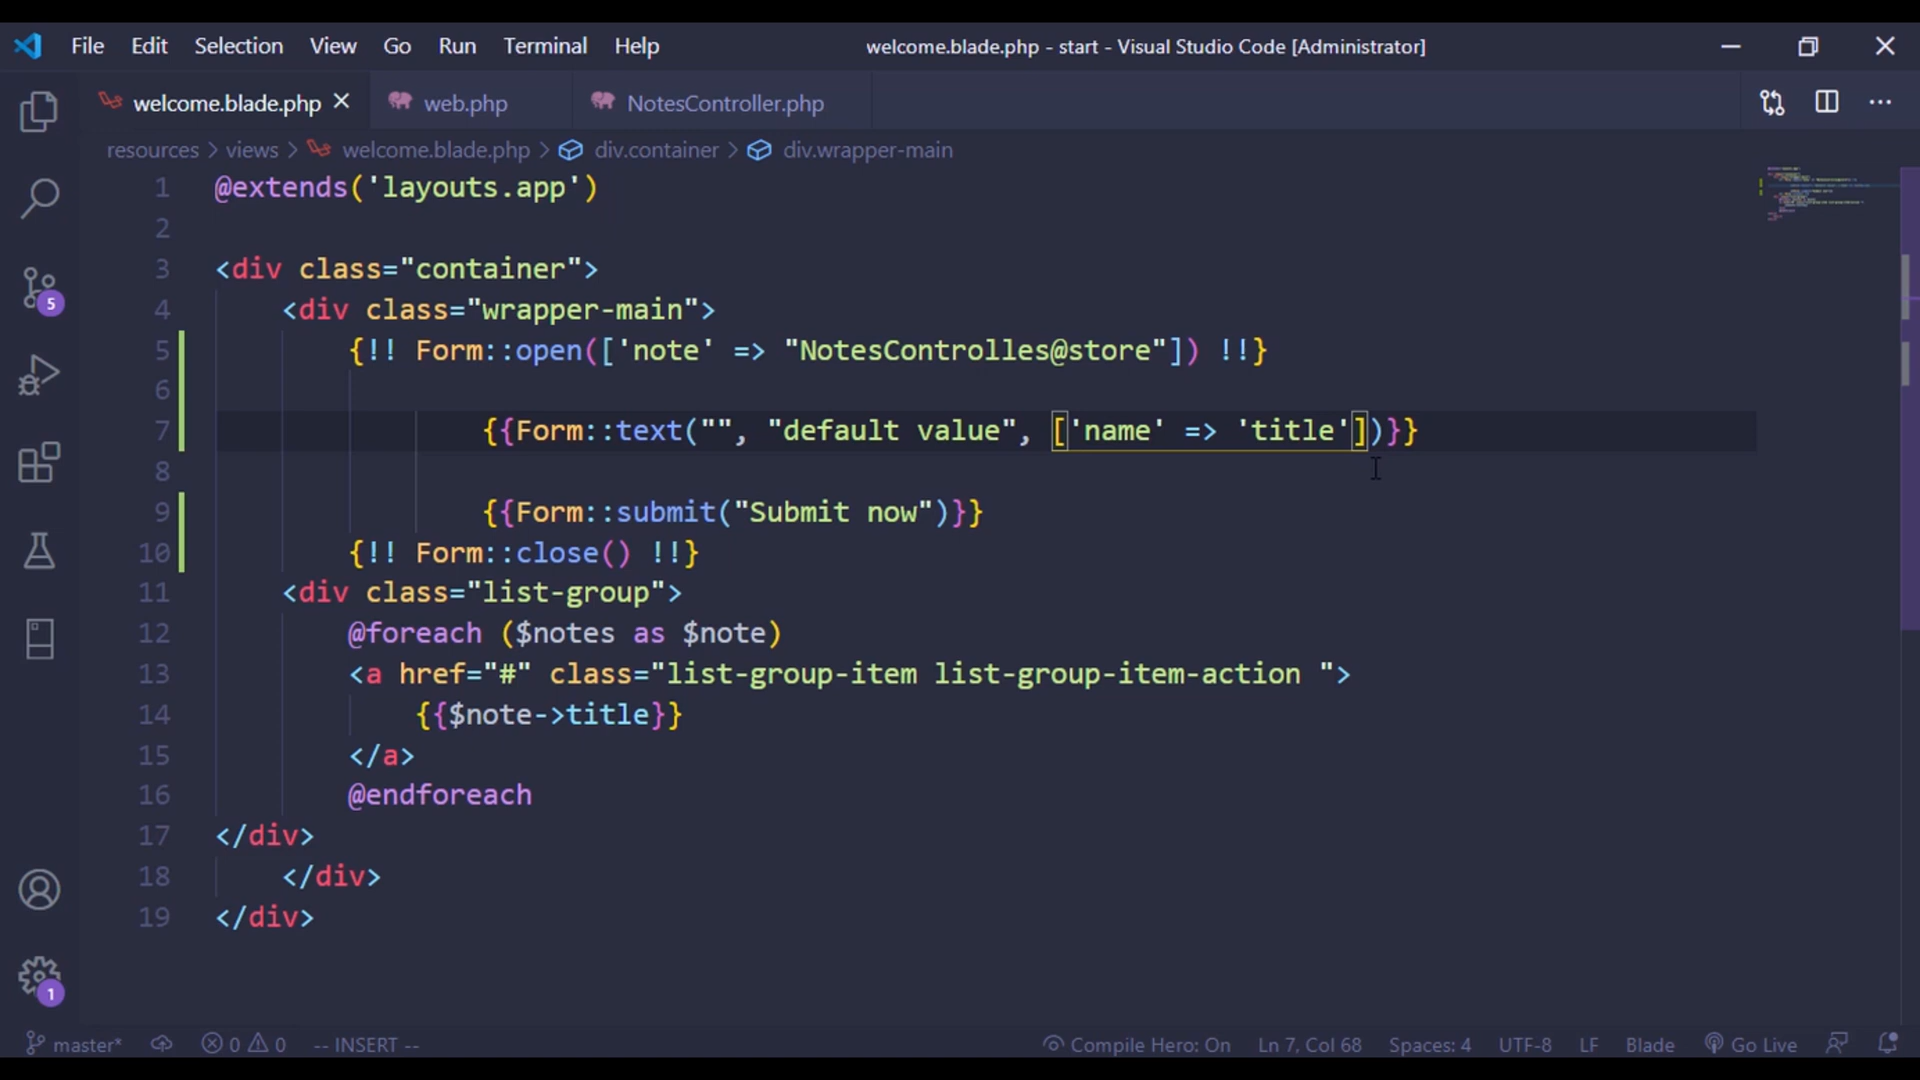 File Edit Selection View Go Run Terminal Help welcome.blade.php - start - Visual Studio Code [Administrator]
welcome.blade.php web.php NotesController.php
resources > views > welcome.blade.php > div.container > div.wrapper-main
1 @extends('layouts.app')
2
3 <div class="container">
4 <div class="wrapper-main">
5 {!! Form::open(['note' => "NotesControlles@store"]) !!}
6
7 {{Form::text("", "default value", ['name' => 'title'])}}
8
9 {{Form::submit("Submit now")}}
10 {!! Form::close() !!}
11 <div class="list-group">
12 @foreach ($notes as $note)
13 <a href="#" class="list-group-item list-group-item-action ">
14 {{$note->title}}
15 </a>
16 @endforeach
17 </div>
18 </div>
19 </div>
5
1
master* 0 0 -- INSERT -- Compile Hero: On Ln 7, Col 68 Spaces: 4 UTF-8 LF Blade Go Live